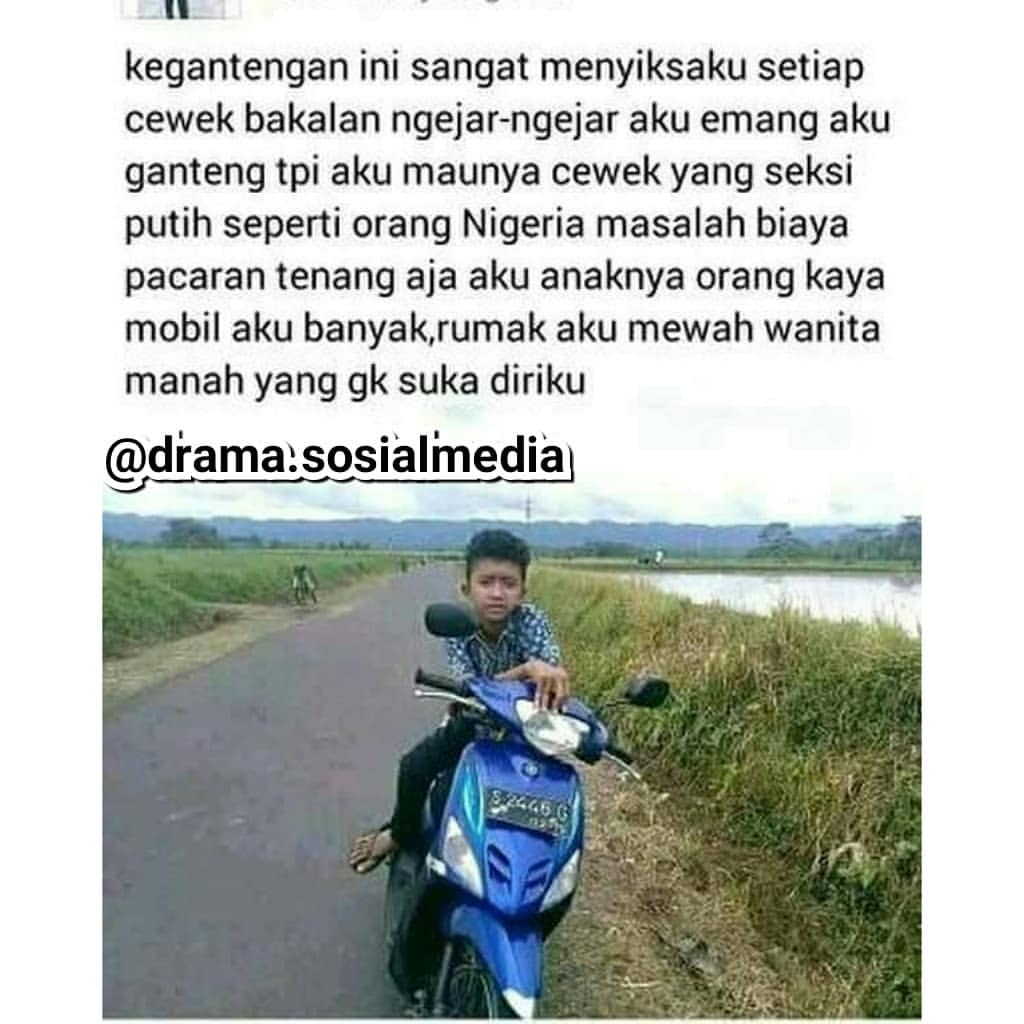 kegantengan ini sangat menyiksaku setiap
cewek bakalan ngejar-ngejar aku emang aku
ganteng tpi aku maunya cewek yang seksi
putih seperti orang Nigeria masalah biaya
pacaran tenang aja aku anaknya orang kaya
mobil aku banyak,rumak aku mewah wanita
manah yang gk suka diriku
@drama.sosialmedia
S 2446 G